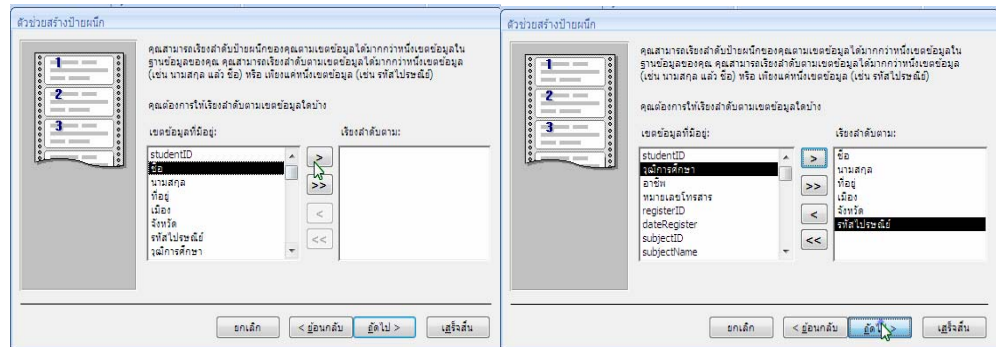 ตัวช่วยสร้างป้ายผนึก
1
2
3
คุณสามารถเรียงลำดับป้ายผนึกของคุณตามเขตข้อมูลได้มากกว่าหนึ่งเขตข้อมูลใน
ฐานข้อมูลของคุณ คุณสามารถเรียงลำดับตามเขตข้อมูลได้มากกว่าหนึ่งเขตข้อมูล
(เช่น นามสกุล แล้ว ชื่อ) หรือ เพียงแค่หนึ่งเขตข้อมูล (เช่น รหัสไปรษณีย์)
คุณต้องการให้เรียงลำดับตามเขตข้อมูลใดบ้าง
เขตข้อมูลที่มีอยู่:
เรียงลำดับตาม:
studentID
ชื่อ
นามสกุล
ที่อยู่
เมือง
จังหวัด
รหัสไปรษณีย์
วุฒิการศึกษา
>
>>
<
<<
ยกเลิก
< ย้อนกลับ
ถัดไป >
เสร็จสิ้น
ตัวช่วยสร้างป้ายผนึก
1
2
3
คุณสามารถเรียงลำดับป้ายผนึกของคุณตามเขตข้อมูลได้มากกว่าหนึ่งเขตข้อมูลใน
ฐานข้อมูลของคุณ คุณสามารถเรียงลำดับตามเขตข้อมูลได้มากกว่าหนึ่งเขตข้อมูล
(เช่น นามสกุล แล้ว ชื่อ) หรือ เพียงแค่หนึ่งเขตข้อมูล (เช่น รหัสไปรษณีย์)
คุณต้องการให้เรียงลำดับตามเขตข้อมูลใดบ้าง
เขตข้อมูลที่มีอยู่:
เรียงลำดับตาม:
studentID
วุฒิการศึกษา
อาชีพ
หมายเลขโทรสาร
registerID
dateRegister
subjectID
subjectName
>
>>
<
<<
ชื่อ
นามสกุล
ที่อยู่
เมือง
จังหวัด
รหัสไปรษณีย์
ยกเลิก
< ย้อนกลับ
ถัดไป >
เสร็จสิ้น